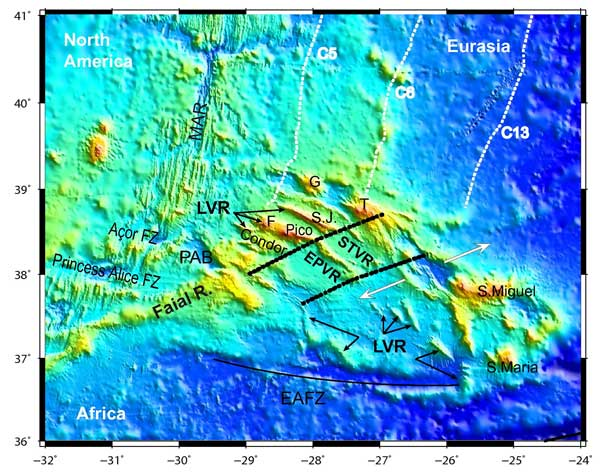 41°
40°
39°
38°
37°
36°
North
America
Eurasia
C5
C6
C13
MAR
G
LVR
F
S.J.
T
Pico
Açor FZ
Condor
STVR
PAB
EPVR
Princess Alice FZ
Faial R.
S.Miguel
LVR
S.Maria
EAFZ
Africa
−32° −31° −30° −29° −28° −27° −26° −25° −24°